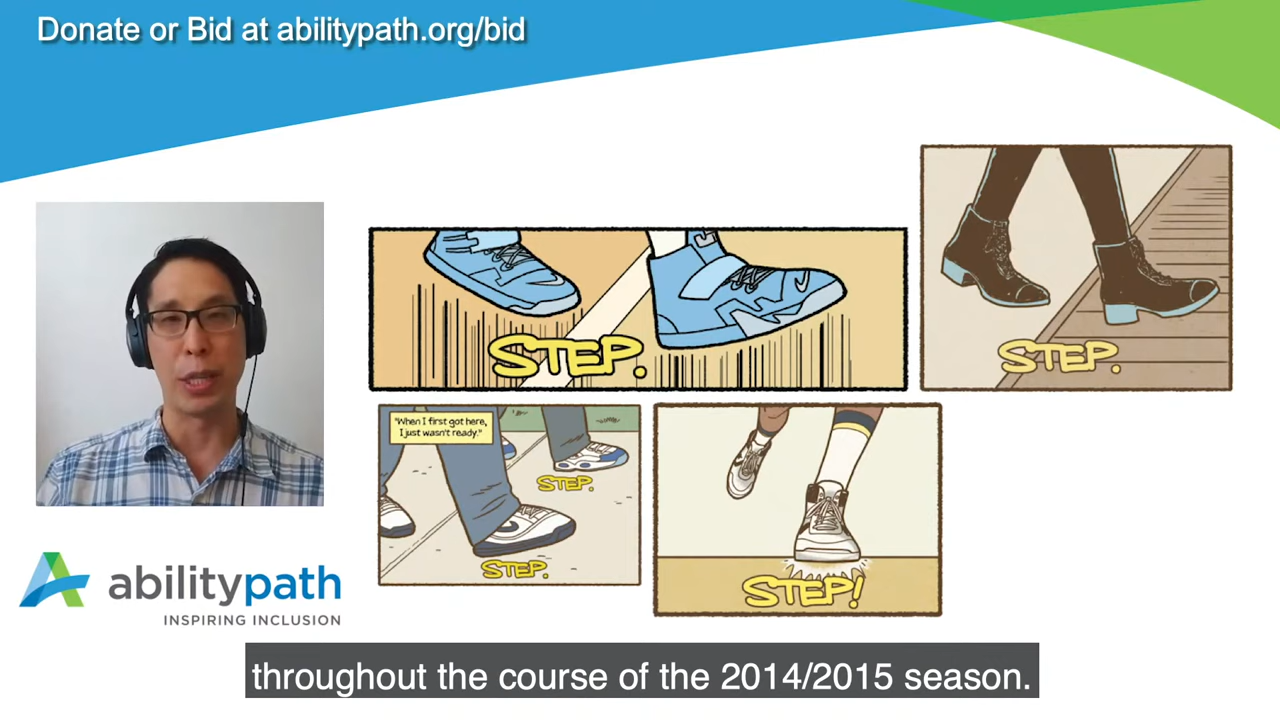 Donate or Bid at abilitypath.org/bid
STEP.
STEP.
"When I first got here,
I just wasn't ready."
STEP.
STEP.
STEP!
abilitypath
INSPIRING INCLUSION
throughout the course of the 2014/2015 season.